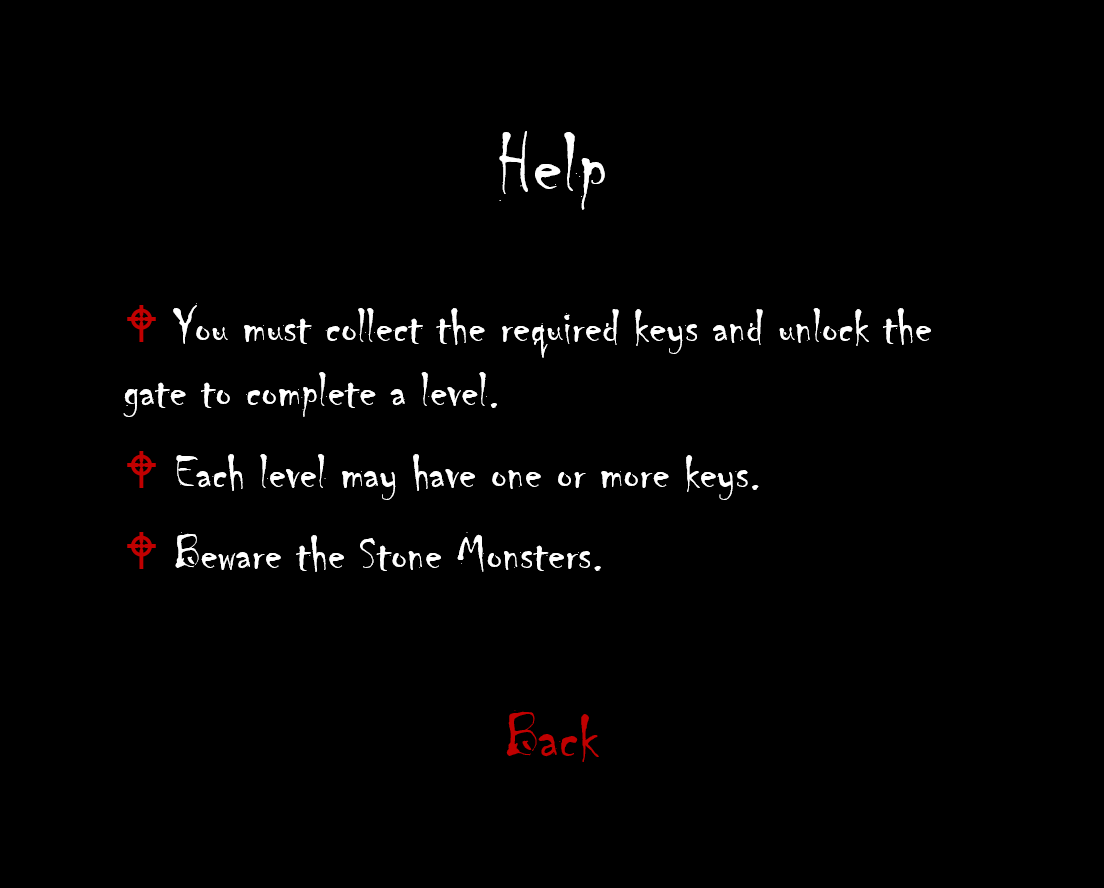 Help
You must collect the required keys and unlock the
gate to complete a level.
Each level may have one or more keys.
Beware the Stone Monsters.
Back